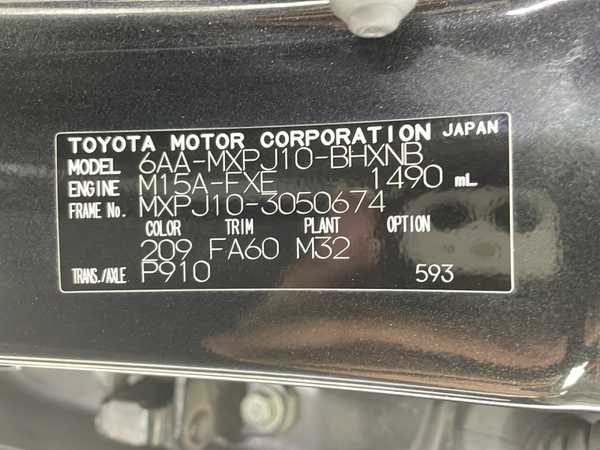 TOYOTA MOTOR CORPORATION JAPAN
MODEL 6AA-MXPJ10-BHXNB
ENGINE M15A-FXE 1490 mL
FRAME No. MXPJ10-3050674
COLOR TRIM PLANT OPTION
209 FA60 M32
TRANS./AXLE P910 593